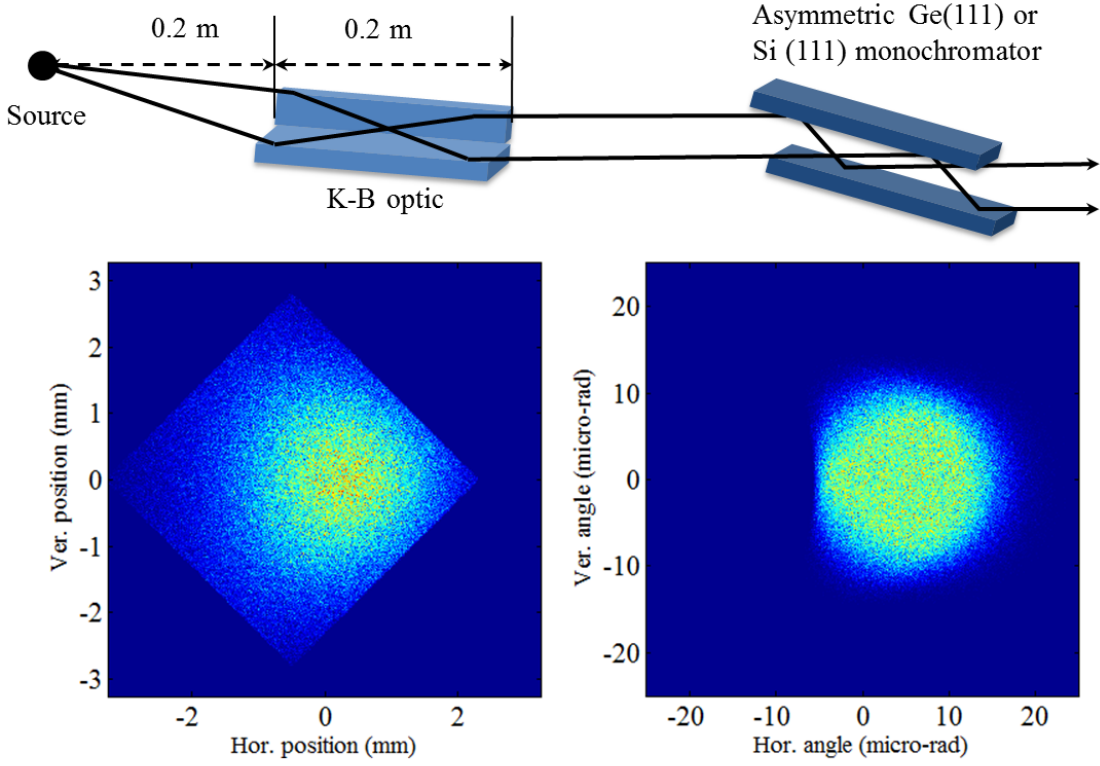 0.2 m
0.2 m
Asymmetric Ge(111) or
Si (111) monochromator
Source
K-B optic
3
2
1
0
-1
-2
-3
Ver. position (mm)
-2
0
2
Hor. position (mm)
20
10
0
-10
-20
Ver. angle (micro-rad)
-20
-10
0
10
20
Hor. angle (micro-rad)